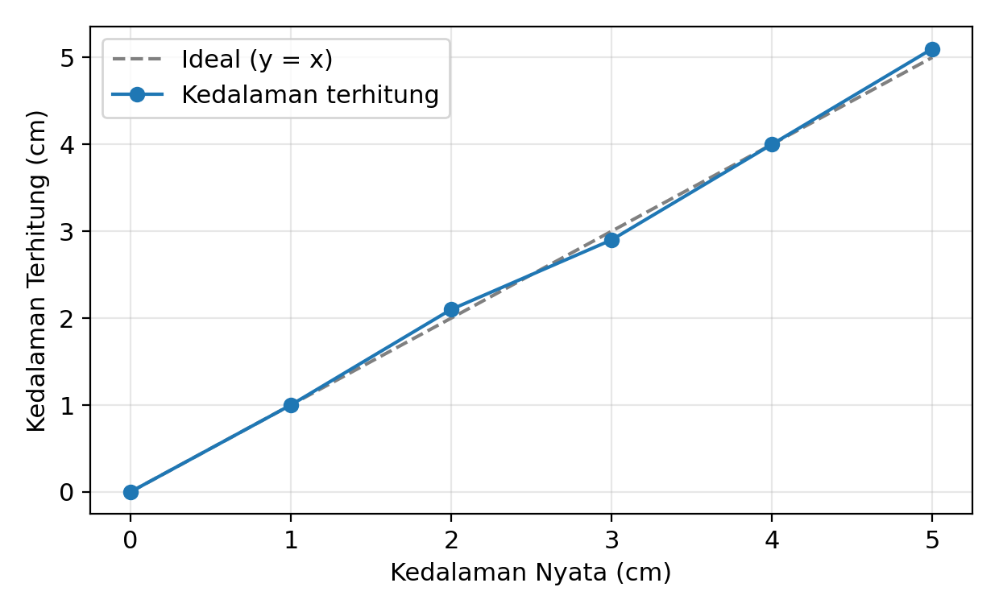 Ideal (y = x)
Kedalaman terhitung
Kedalaman Terhitung (cm)
5
4
3
2
1
0
0 1 2 3 4 5
Kedalaman Nyata (cm)